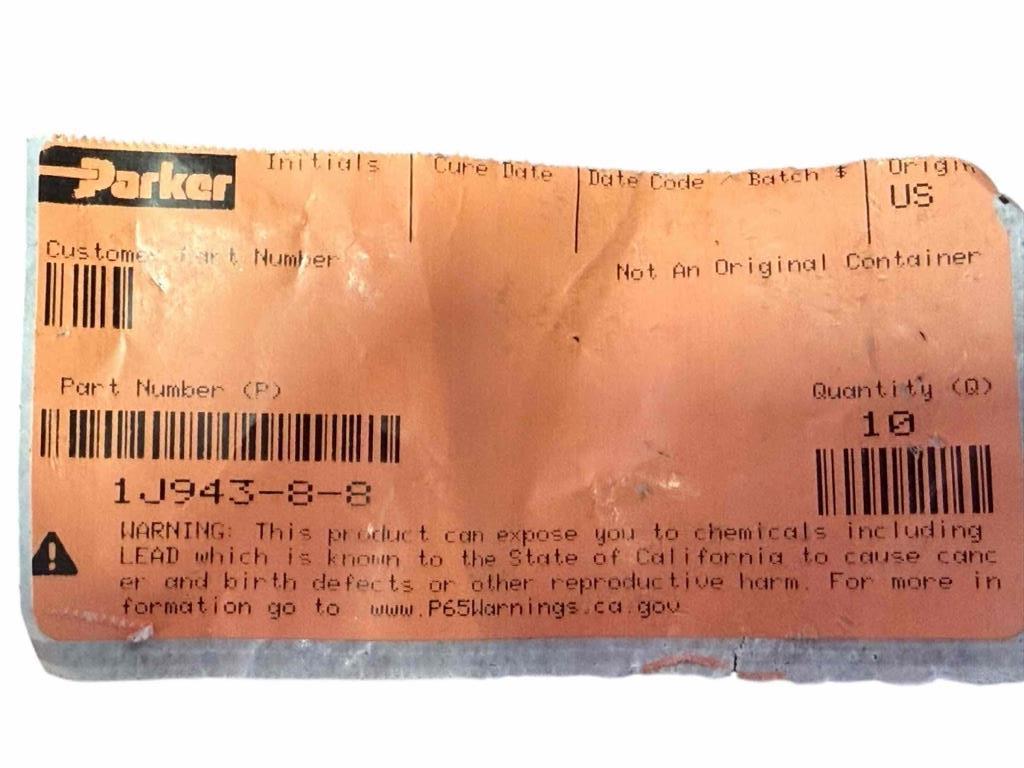 Parker
Initials
Cure Date
Date Code / Batch $
Origin
US
Customer Part Number
Not An Original Container
Part Number (P)
Quantity (Q)
10
1J943-8-8
WARNING: This product can expose you to chemicals including
LEAD which is known to the State of California to cause canc
er and birth defects or other reproductive harm. For more in
formation go to www.P65Warnings.ca.gov